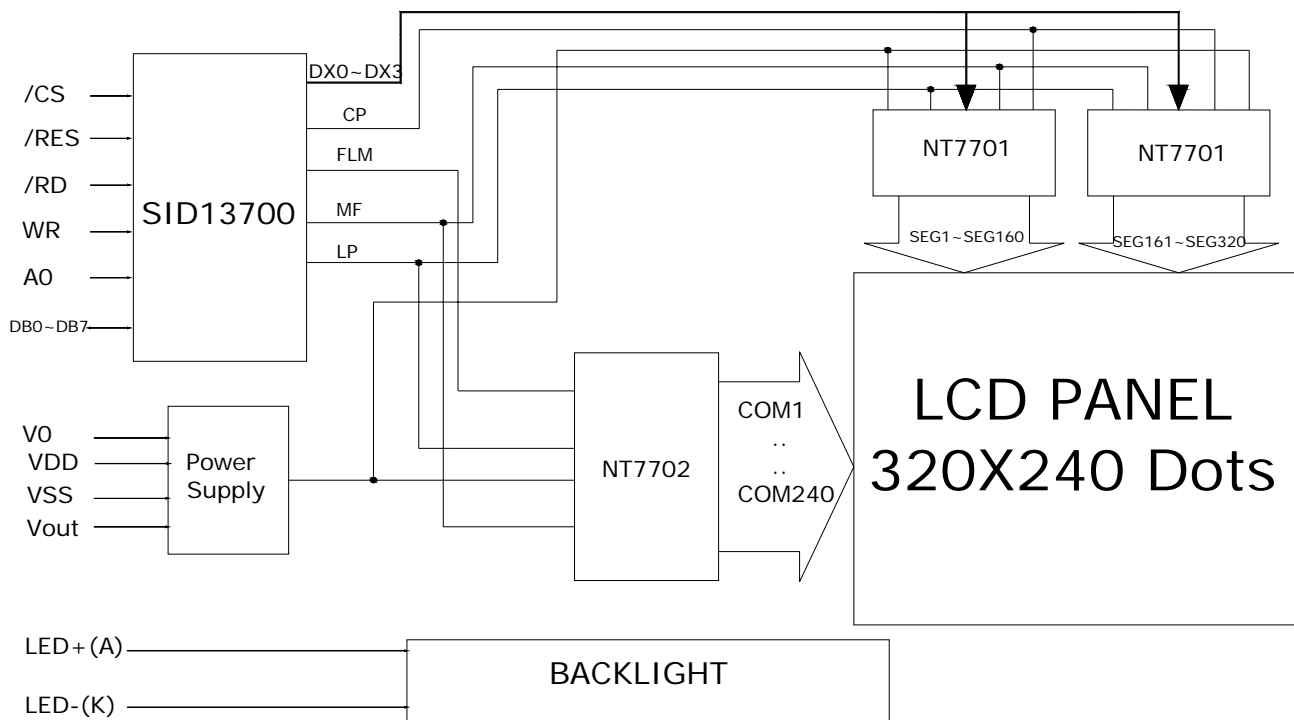 /CS
/RES
/RD
WR
A0
DB0~DB7
SID13700
DX0~DX3
CP
FLM
MF
LP
NT7701
NT7701
SEG1~SEG160
SEG161~SEG320
V0
VDD
VSS
Vout
Power
Supply
NT7702
COM1
..
..
COM240
LCD PANEL
320X240 Dots
LED+(A)
LED-(K)
BACKLIGHT